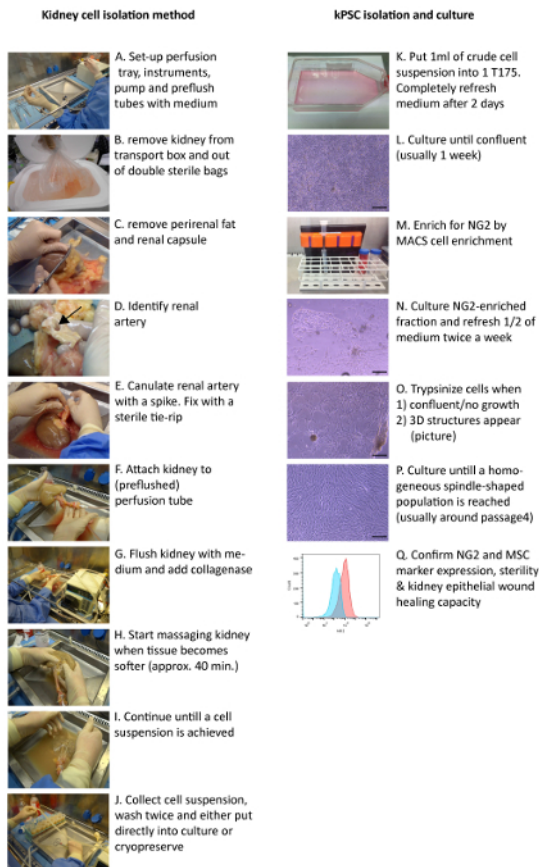 Kidney cell isolation method
A. Set-up perfusion
tray, instruments,
pump and preflush
tubes with medium
B. remove kidney from
transport box and out
of double sterile bags
C. remove perirenal fat
and renal capsule
D. Identify renal
artery
E. Canulate renal artery
with a spike. Fix with a
sterile tie-rip
F. Attach kidney to
(preflushed)
perfusion tube
G. Flush kidney with me-
dium and add collagenase
H. Start massaging kidney
when tissue becomes
softer (approx. 40 min.)
I. Continue untill a cell
suspension is achieved
J. Collect cell suspension,
wash twice and either put
directly into culture or
cryopreserve
kPSC isolation and culture
K. Put 1ml of crude cell
suspension into 1 T175.
Completely refresh
medium after 2 days
L. Culture until confluent
(usually 1 week)
M. Enrich for NG2 by
MACS cell enrichment
N. Culture NG2-enriched
fraction and refresh 1/2 of
medium twice a week
O. Trypsinize cells when
1) confluent/no growth
2) 3D structures appear
(picture)
P. Culture untill a homo-
geneous spindle-shaped
population is reached
(usually around passage4)
Q. Confirm NG2 and MSC
marker expression, sterility
& kidney epithelial wound
healing capacity